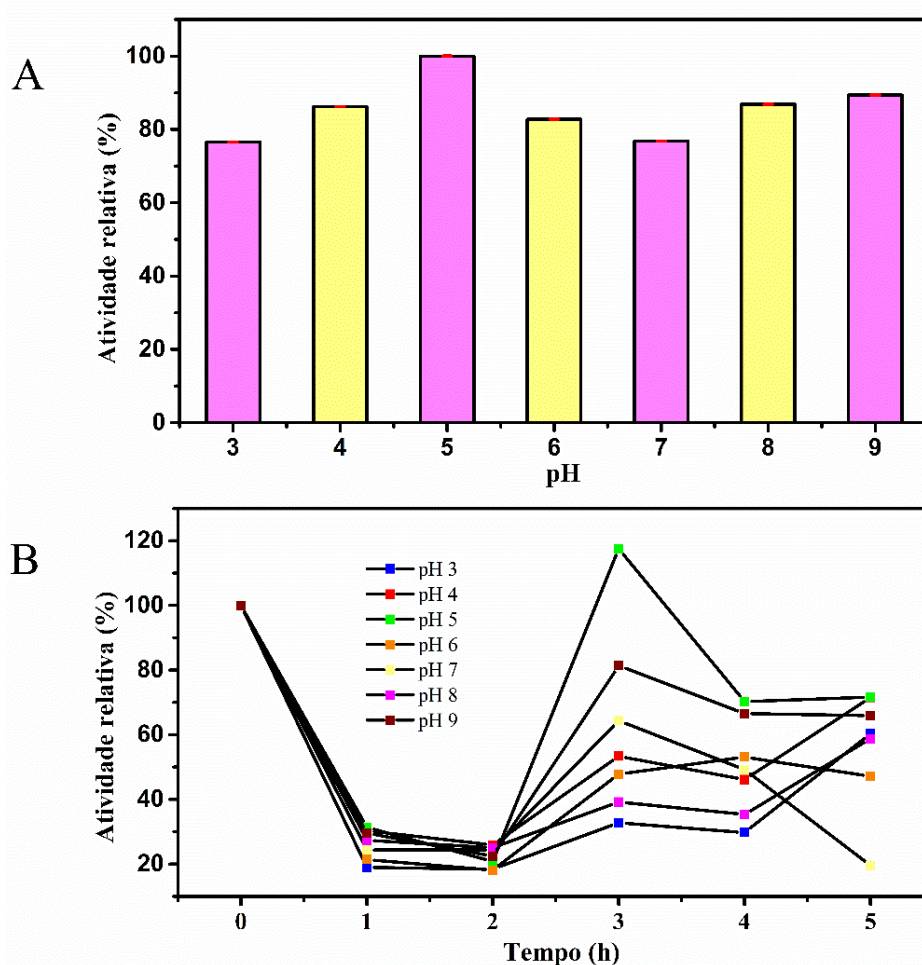 A
Atividade relativa (%)
100
80
60
40
20
0
3 4 5 6 7 8 9
pH
B
Atividade relativa (%)
120
100
80
60
40
20
pH 3
pH 4
pH 5
pH 6
pH 7
pH 8
pH 9
0 1 2 3 4 5
Tempo (h)